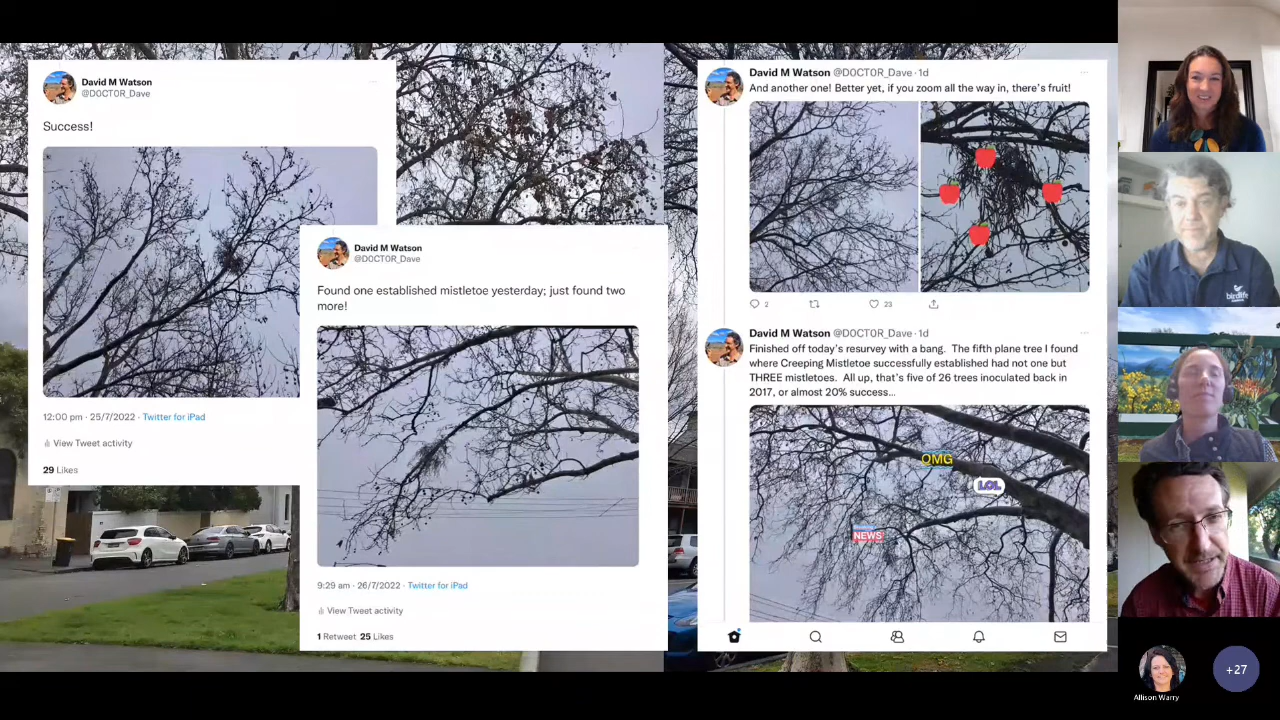 David M Watson
@D0CT0R_Dave
Success!
12:00 pm · 25/7/2022 · Twitter for iPad
View Tweet activity
29 Likes
David M Watson
@D0CT0R_Dave
Found one established mistletoe yesterday; just found two
more!
9:29 am · 26/7/2022 · Twitter for iPad
View Tweet activity
1 Retweet 25 Likes
David M Watson @D0CT0R_Dave · 1d
And another one! Better yet, if you zoom all the way in, there's fruit!
2
23
David M Watson @D0CT0R_Dave · 1d
Finished off today's resurvey with a bang. The fifth plane tree I found
where Creeping Mistletoe successfully established had not one but
THREE mistletoes. All up, that's five of 26 trees inoculated back in
2017, or almost 20% success...
OMG
LOL
NEWS
birdlife
Allison Warry
+27